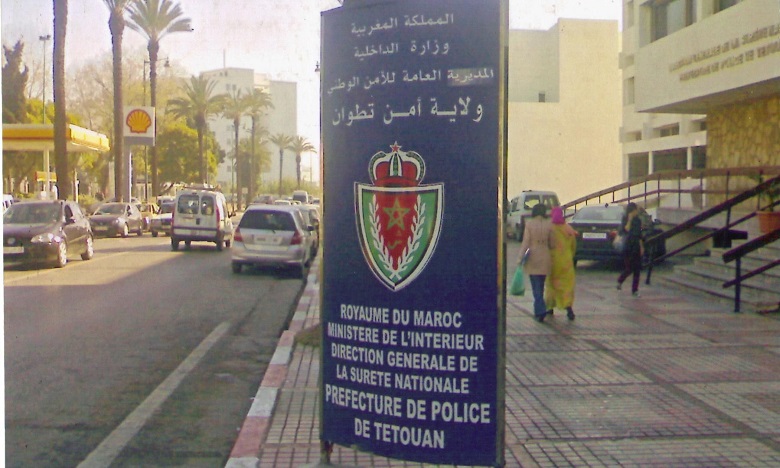 المملكة المغربية
وزارة الداخلية
المديرية العامة للأمن الوطني
ولاية أمن تطوان
ROYAUME DU MAROC
MINISTERE DE L'INTERIEUR
DIRECTION GENERALE DE
LA SURETE NATIONALE
PREFECTURE DE POLICE
DE TETOUAN